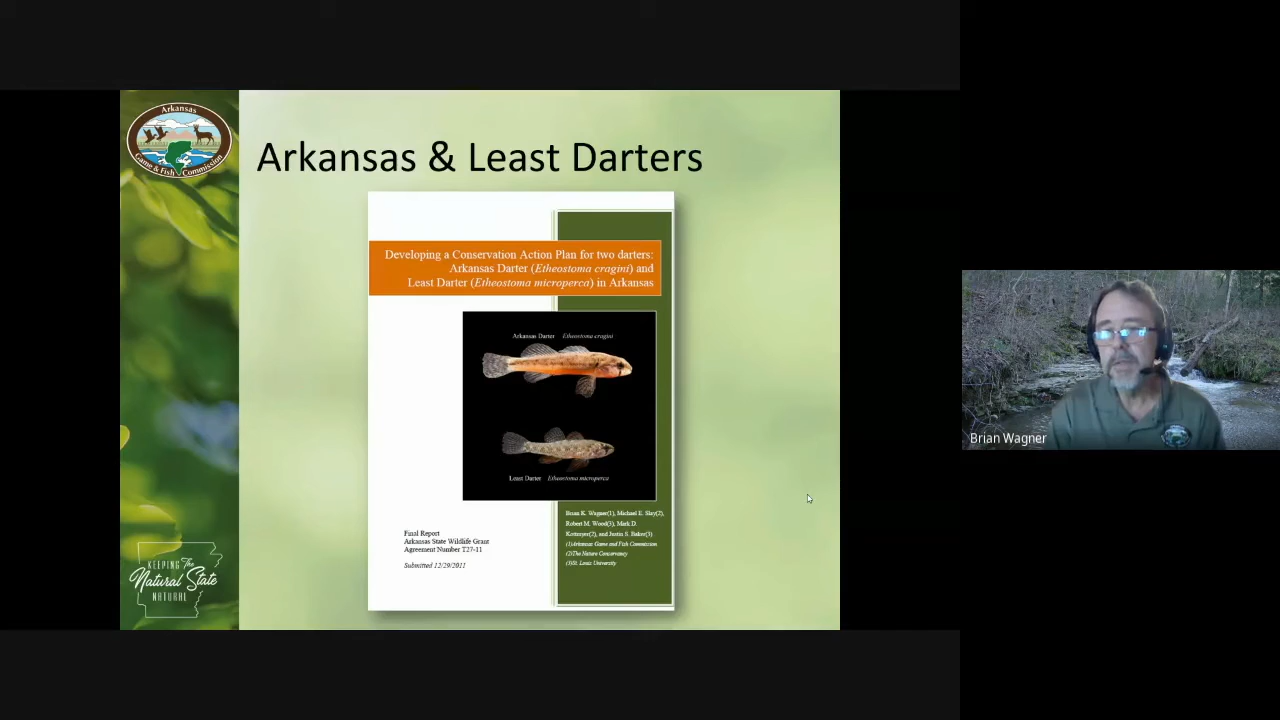 Arkansas
Game & Fish Commission
Arkansas & Least Darters
Developing a Conservation Action Plan for two darters:
Arkansas Darter (Etheostoma cragini) and
Least Darter (Etheostoma microperca) in Arkansas
Arkansas Darter Etheostoma cragini
Least Darter Etheostoma microperca
Brian K. Wagner(1), Michael E. Slay(2),
Robert M. Wood(3), Mark D.
and Justin S. Baker(3)
(1)Arkansas Game and Fish Commission
(2)The Nature Conservancy
(3)St. Louis University
Final Report
Arkansas State Wildlife Grant
Agreement Number T27-11
Submitted 12/29/2011
KEEPING The
Natural State
NATURAL
Brian Wagner